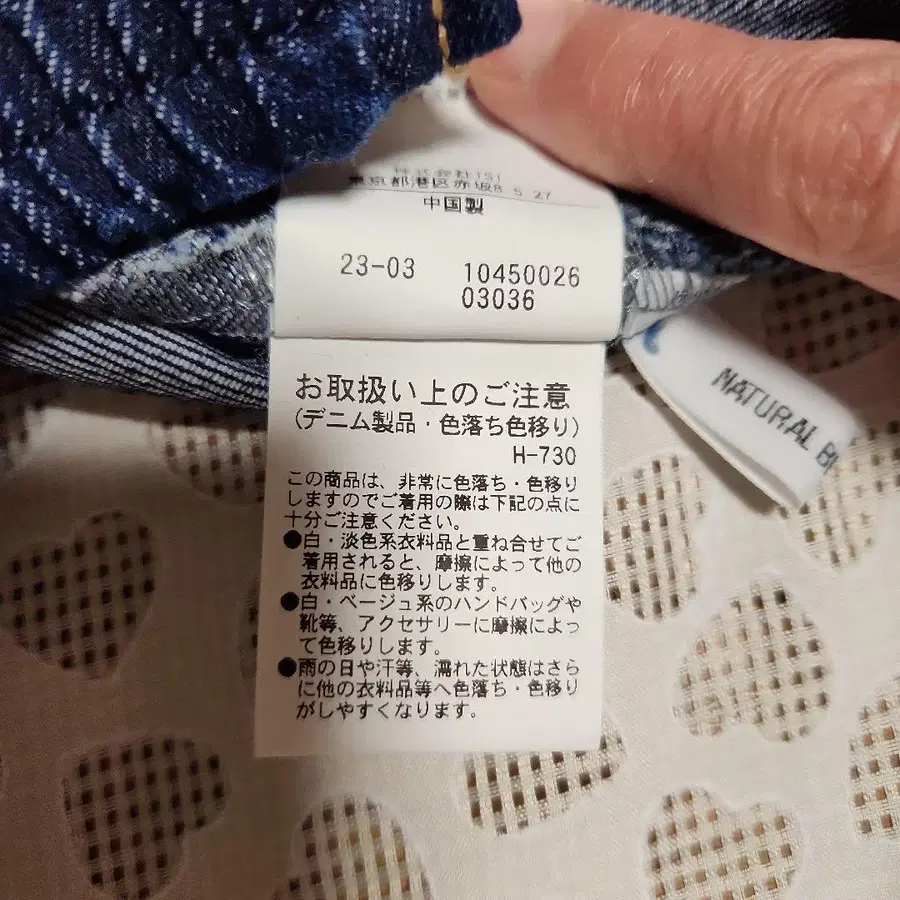 株式会社TSI
東京都港区赤坂8 5 27
中国製
23-03 10450026
03036
お取扱い上のご注意
(デニム製品・色落ち色移り)
H-730
この商品は、非常に色落ち・色移り
しますのでご着用の際は下記の点に
十分ご注意ください。
●白・淡色系衣料品と重ね合せてご
着用されると、摩擦によって他の
衣料品に色移りします。
●白・ベージュ系のハンドバッグや
靴等、アクセサリーに摩擦によっ
て色移りします。
●雨の日や汗等、濡れた状態はさら
に他の衣料品等へ色落ち・色移り
がしやすくなります。
NATURAL